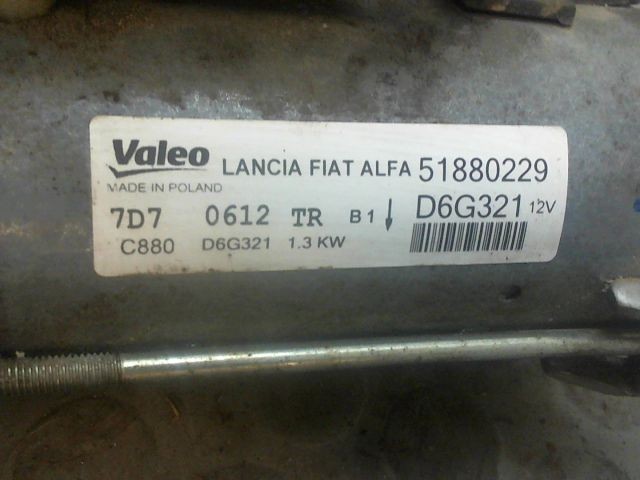 Valeo LANCIA FIAT ALFA 51880229
MADE IN POLAND
D6G321 12V
7D7 0612 TR B1 ↓
C880 D6G321 1.3 KW